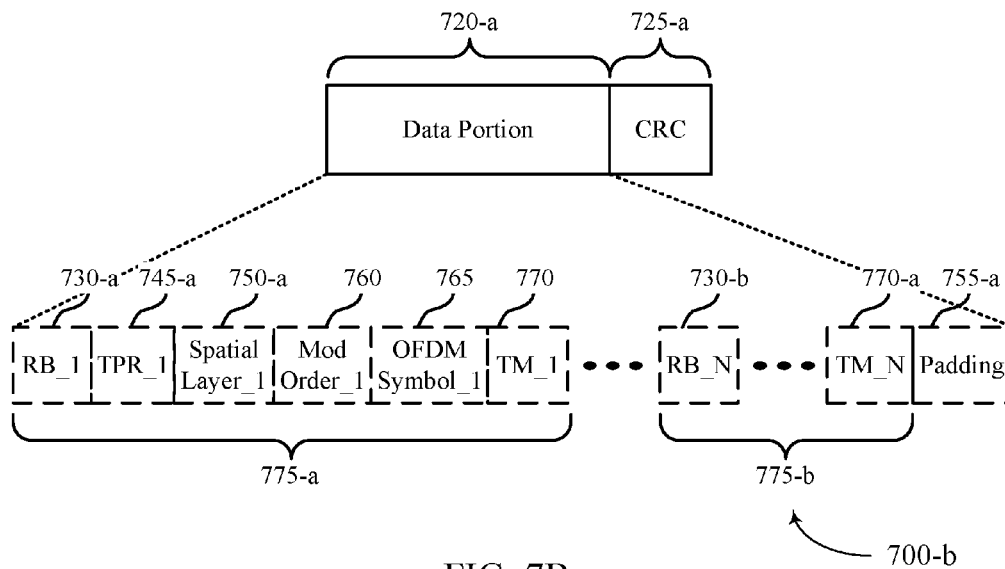 720-a 725-a
Data Portion CRC
730-a 745-a 750-a 760 765 770 730-b 770-a 755-a
RB_1 TPR_1 Spatial Layer_1 Mod Order_1 OFDM Symbol_1 TM_1 RB_N TM_N Padding
775-a 775-b
700-b